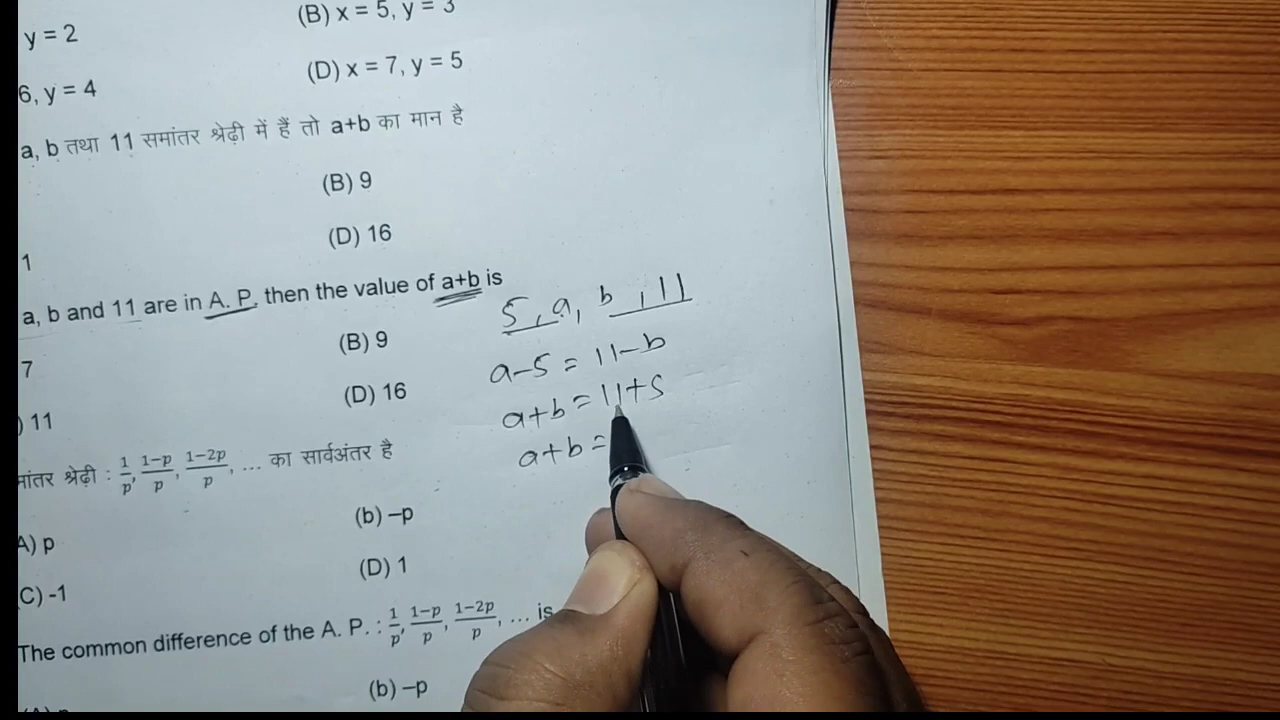 y = 2
(B) x = 5, y = 3
6, y = 4
(D) x = 7, y = 5
a, b तथा 11 समांतर श्रेढ़ी में हैं तो a+b का मान है
(B) 9
1
(D) 16
a, b and 11 are in A. P. then the value of a+b is
7
(B) 9
) 11
(D) 16
5, a, b, 11
a-5 = 11-b
a+b = 11+5
a+b =
मांतर श्रेढ़ी : 1/p, 1-p/p, 1-2p/p, ... का सार्वअंतर है
A) p
(b) –p
(C) -1
(D) 1
The common difference of the A. P. : 1/p, 1-p/p, 1-2p/p, ... is
(b) –p